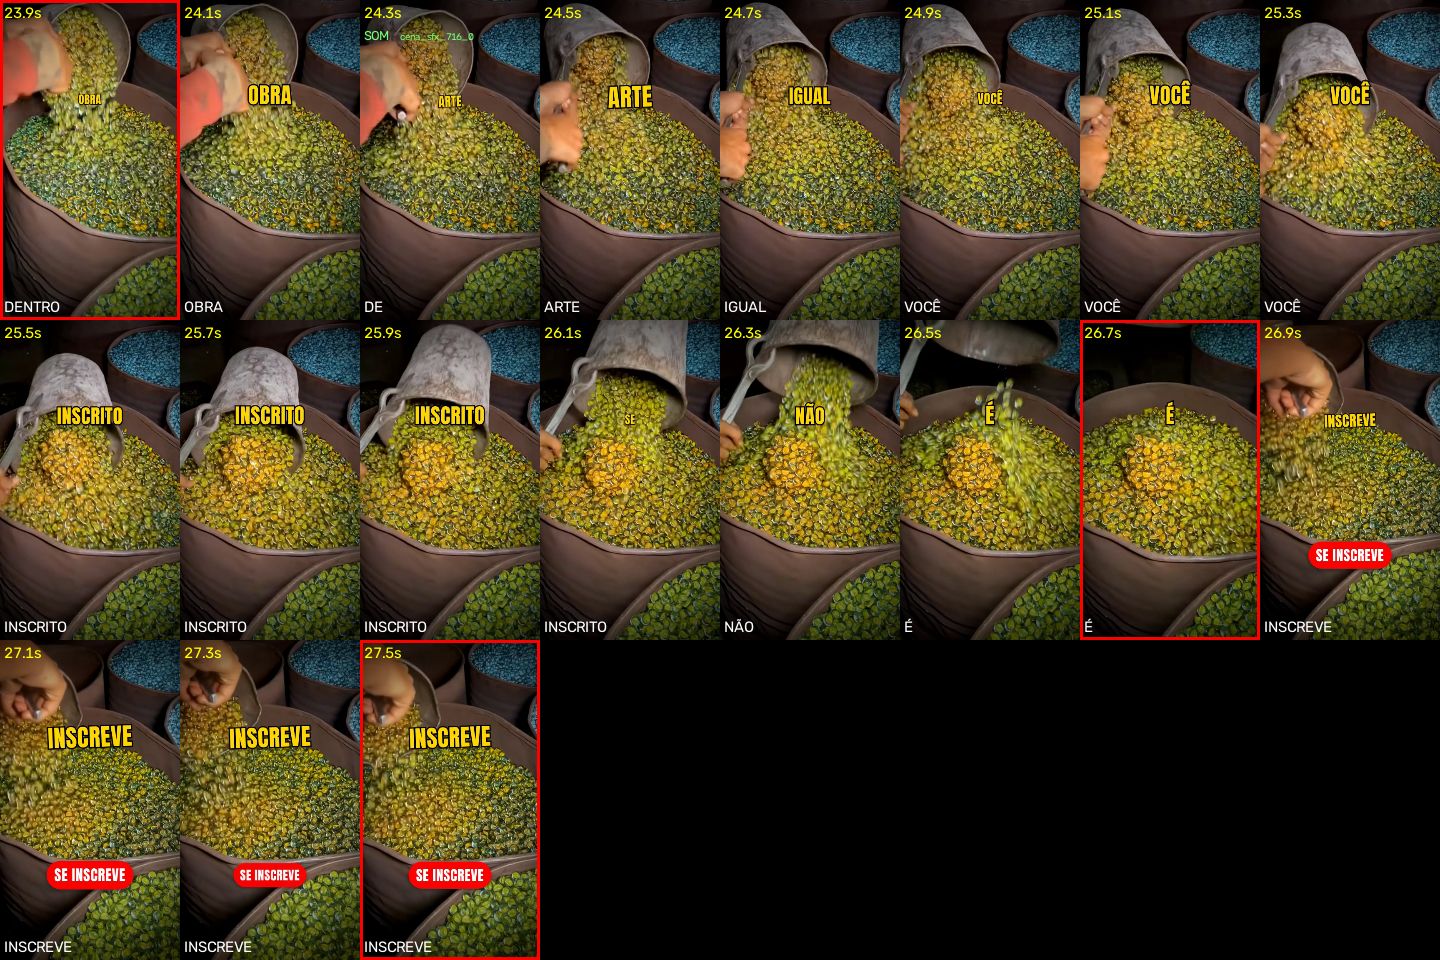 23.9s
OBRA
DENTRO
24.1s
OBRA
OBRA
24.3s
SOM cena_sfx_716_0
ARTE
DE
24.5s
ARTE
ARTE
24.7s
IGUAL
IGUAL
24.9s
VOCÊ
VOCÊ
25.1s
VOCÊ
VOCÊ
25.3s
VOCÊ
VOCÊ
25.5s
INSCRITO
INSCRITO
25.7s
INSCRITO
INSCRITO
25.9s
INSCRITO
INSCRITO
26.1s
SE
INSCRITO
26.3s
NÃO
NÃO
26.5s
É
É
26.7s
É
É
26.9s
INSCREVE
SE INSCREVE
INSCREVE
27.1s
INSCREVE
SE INSCREVE
INSCREVE
27.3s
INSCREVE
SE INSCREVE
INSCREVE
27.5s
INSCREVE
SE INSCREVE
INSCREVE